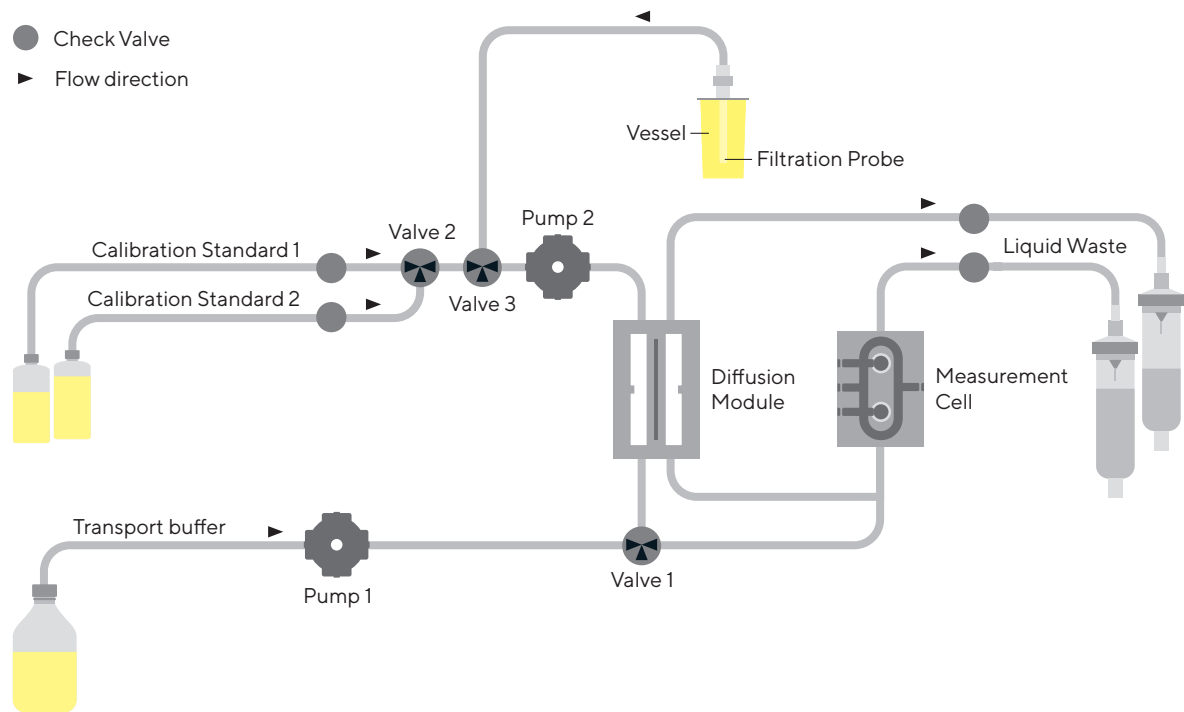 Check Valve
Flow direction
Vessel
Filtration Probe
Valve 2
Pump 2
Calibration Standard 1
Liquid Waste
Calibration Standard 2
Valve 3
Diffusion
Module
Measurement
Cell
Transport buffer
Valve 1
Pump 1